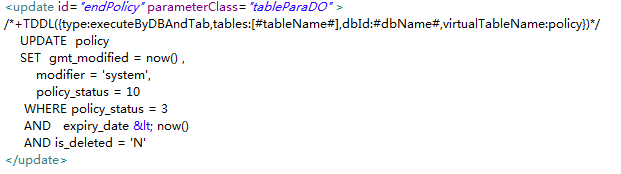 <update id="endPolicy" parameterClass="tableParaDO" >
/*+TDDL({type:executeByDBAndTab,tables:[#tableName#],dbId:#dbName#,virtualTableName:policy})*/
UPDATE policy
SET gmt_modified = now() ,
modifier = 'system',
policy_status = 10
WHERE policy_status = 3
AND expiry_date &lt; now()
AND is_deleted = 'N'
</update>